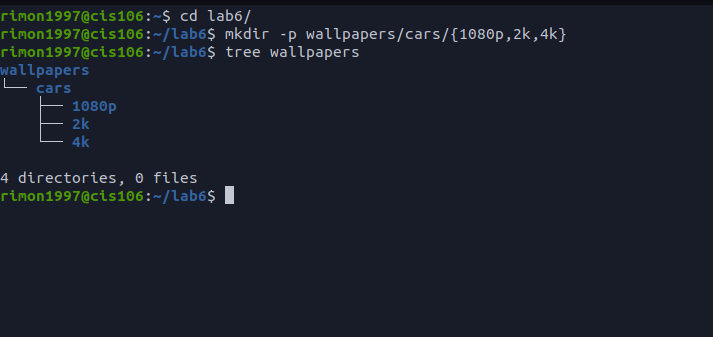 rimon1997@cis106:~$ cd lab6/
rimon1997@cis106:~/lab6$ mkdir -p wallpapers/cars/{1080p,2k,4k}
rimon1997@cis106:~/lab6$ tree wallpapers
wallpapers
└── cars
    ├── 1080p
    ├── 2k
    └── 4k

4 directories, 0 files
rimon1997@cis106:~/lab6$